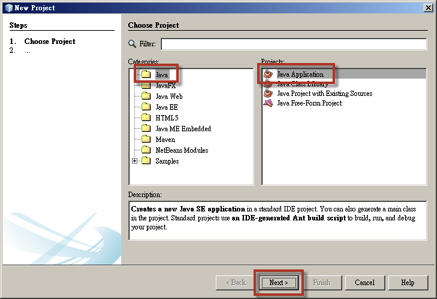 New Project
Steps
1. Choose Project
2. ...
Choose Project
Filter:
Categories:
Java
JavaFX
Java Web
Java EE
HTML5
Java ME Embedded
Maven
NetBeans Modules
Samples
Projects:
Java Application
Java Class Library
Java Project with Existing Sources
Java Free-Form Project
Description:
Creates a new Java SE application in a standard IDE project. You can also generate a main class
in the project. Standard projects use an IDE-generated Ant build script to build, run, and debug
your project.
< Back
Next >
Finish
Cancel
Help